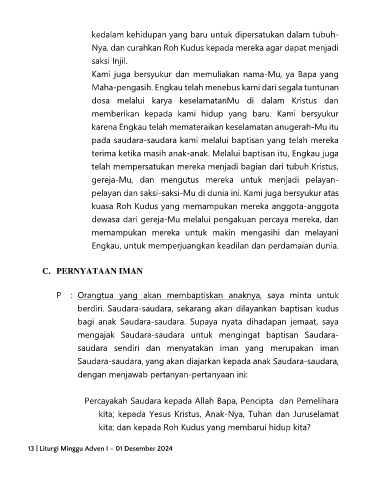 kedalam kehidupan yang baru untuk dipersatukan dalam tubuh-
Nya. dan curahkan Roh Kudus kepada mereka agar dapat menjadi
saksi Injil.
Kami juga bersyukur dan memuliakan nama-Mu, ya Bapa yang
Maha-pengasih. Engkau telah menebus kami dari segala tuntunan
dosa melalui karya keselamatanMu di dalam Kristus dan
memberikan kepada kami hidup yang baru. Kami bersyukur
karena Engkau telah memateraikan keselamatan anugerah-Mu itu
pada saudara-saudara kami melalui baptisan yang telah mereka
terima ketika masih anak-anak. Melalui baptisan itu, Engkau juga
telah mempersatukan mereka menjadi bagian dari tubuh Kristus,
gereja-Mu, dan mengutus mereka untuk menjadi pelayan-
pelayan dan saksi-saksi-Mu di dunia ini. Kami juga bersyukur atas
kuasa Roh Kudus yang memampukan mereka anggota-anggota
dewasa dari gereja-Mu melalui pengakuan percaya mereka, dan
memampukan mereka untuk makin mengasihi dan melayani
Engkau, untuk memperjuangkan keadilan dan perdamaian dunia.
C. PERNYATAAN IMAN
P : Orangtua yang akan membaptiskan anaknya, saya minta untuk
berdiri. Saudara-saudara, sekarang akan dilayankan baptisan kudus
bagi anak Saudara-saudara. Supaya nyata dihadapan jemaat, saya
mengajak Saudara-saudara untuk mengingat baptisan Saudara-
saudara sendiri dan menyatakan iman yang merupakan iman
Saudara-saudara, yang akan diajarkan kepada anak Saudara-saudara,
dengan menjawab pertanyan-pertanyaan ini:
Percayakah Saudara kepada Allah Bapa, Pencipta dan Pemelihara
kita; kepada Yesus Kristus, Anak-Nya, Tuhan dan Juruselamat
kita; dan kepada Roh Kudus yang membarui hidup kita?
13 | Liturgi Minggu Adven I – 01 Desember 2024